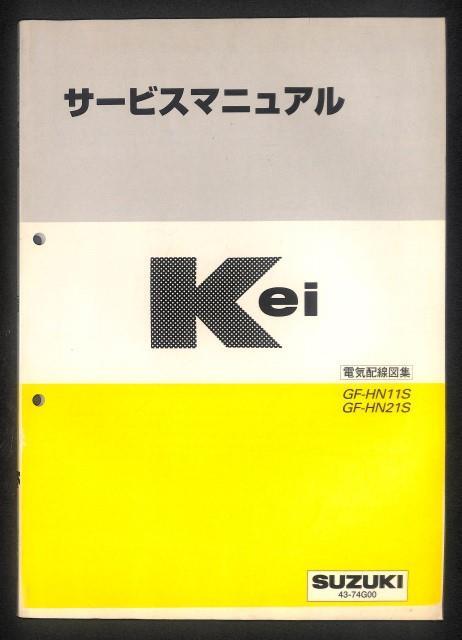 サービスマニュアル
Kei
電気配線図集
GF-HN11S
GF-HN21S
SUZUKI
43-74G00